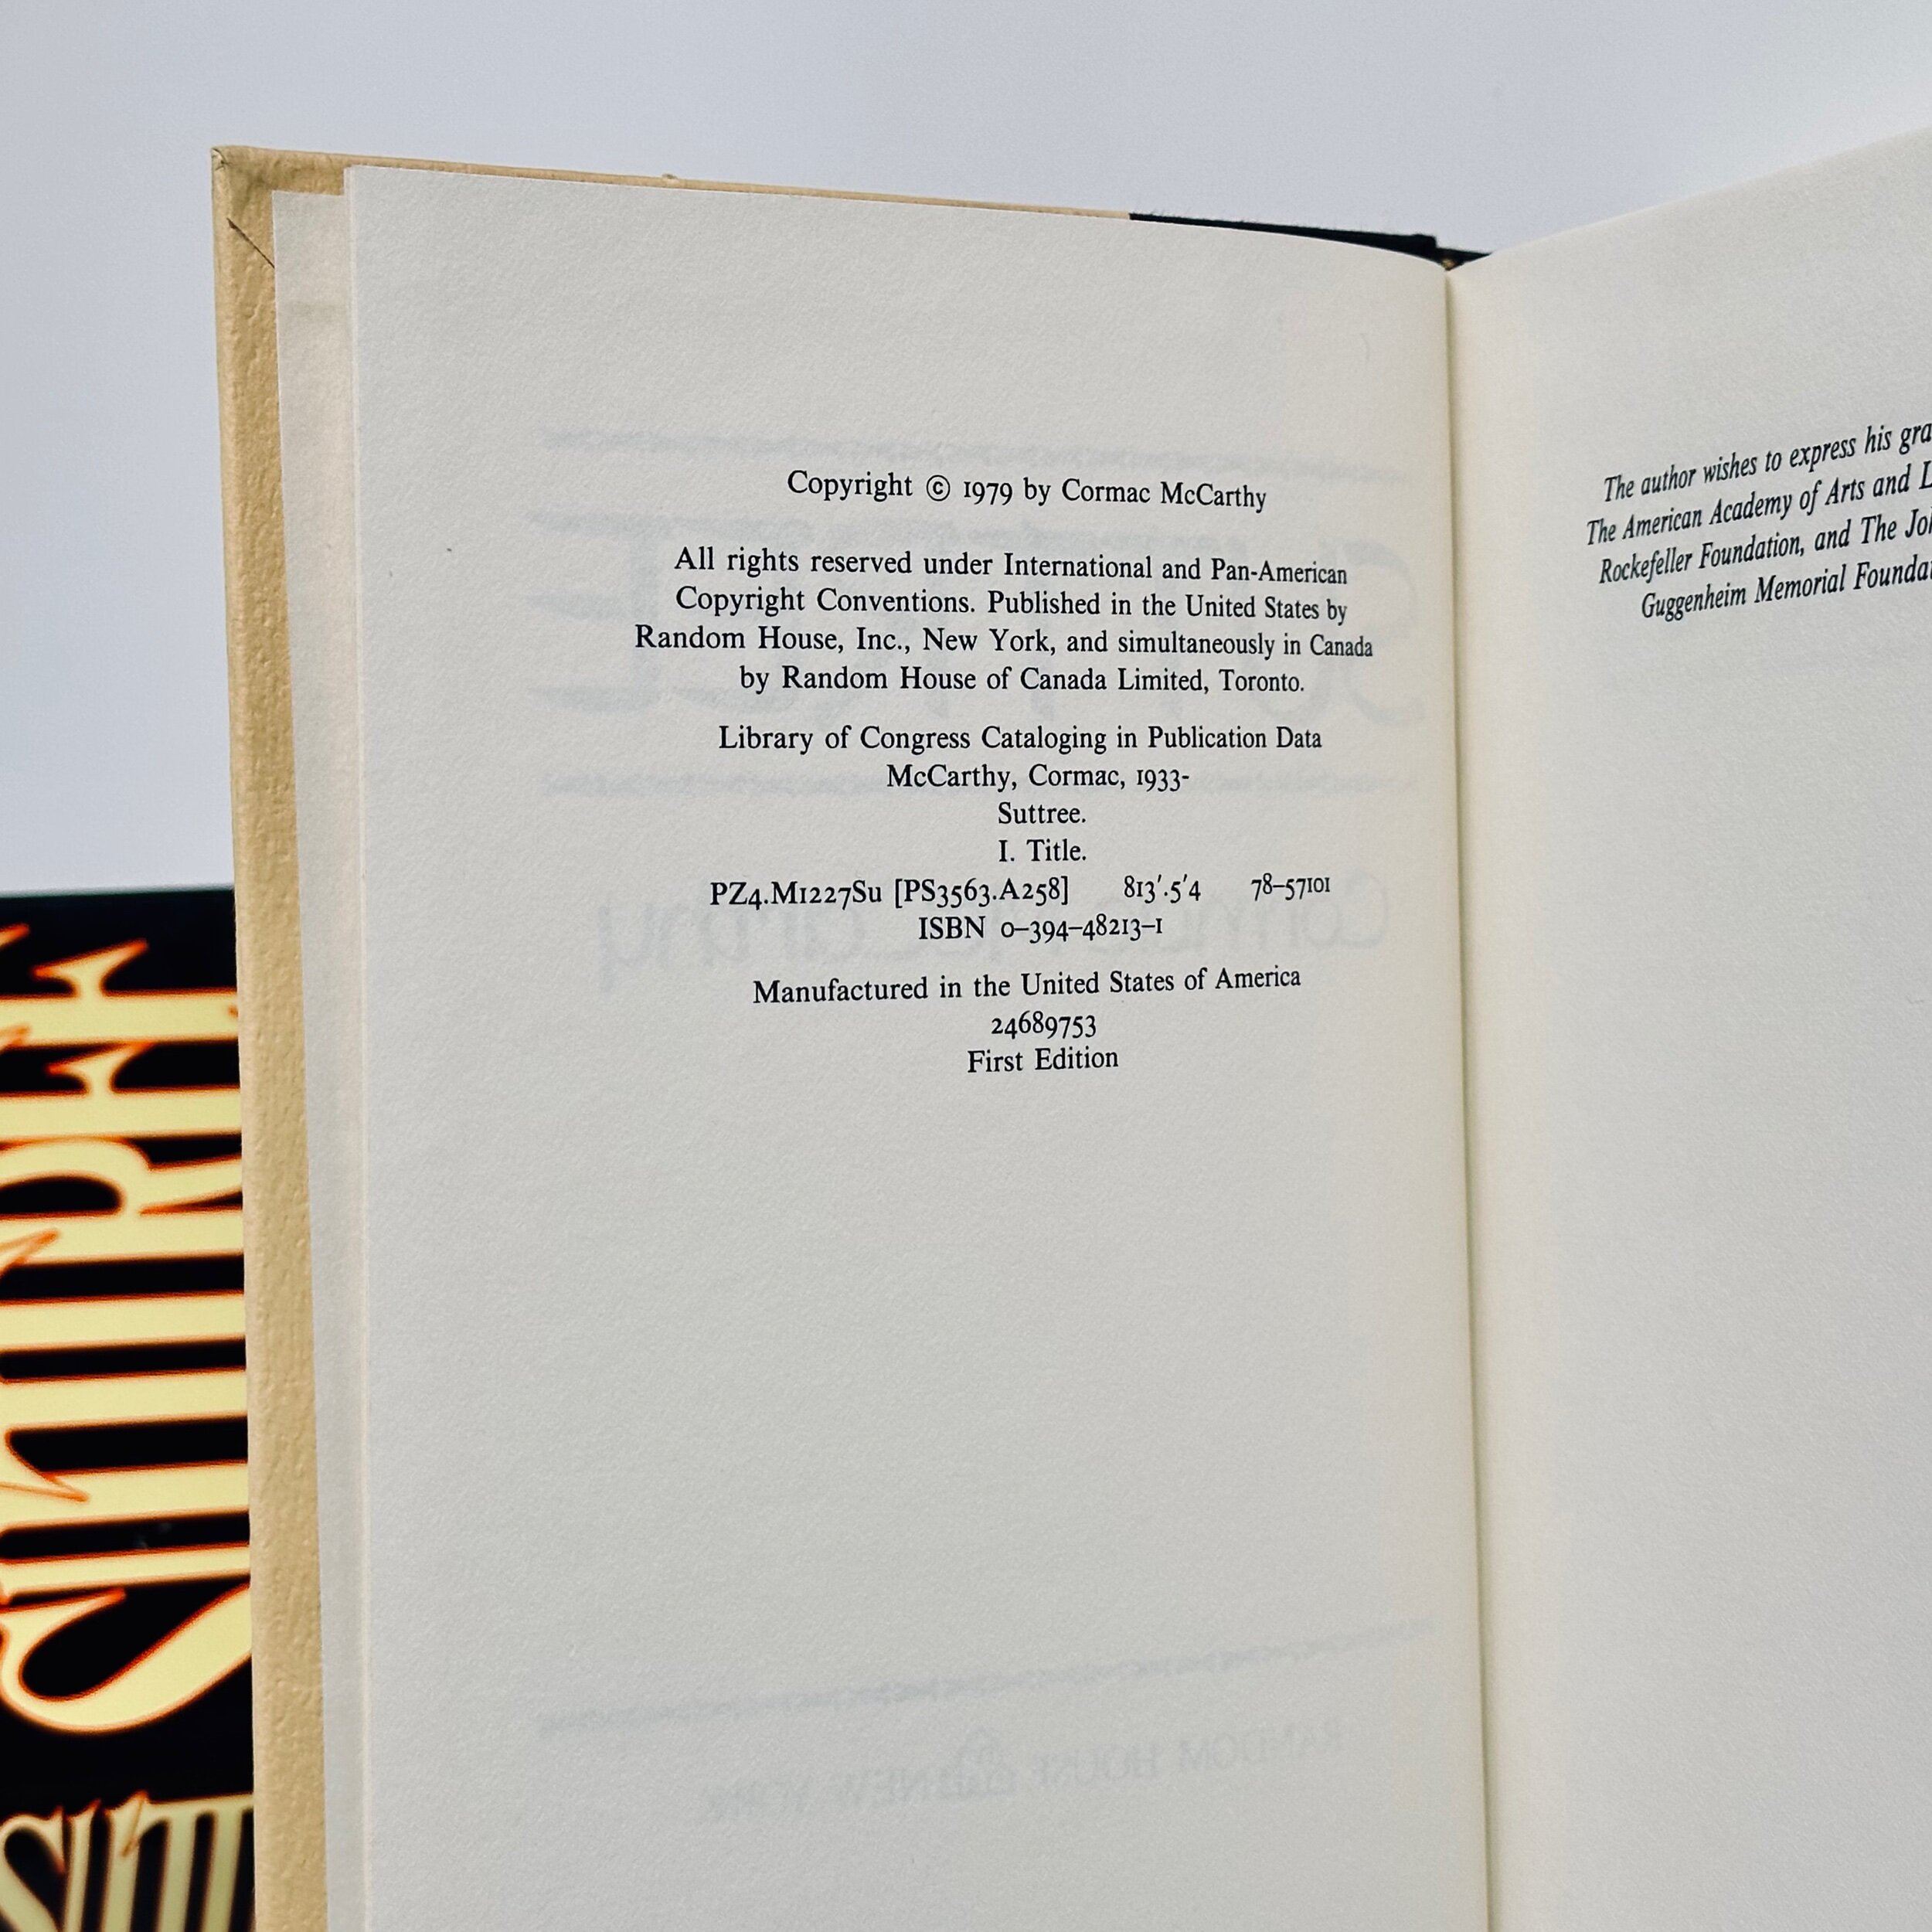 Copyright © 1979 by Cormac McCarthy
All rights reserved under International and Pan-American
Copyright Conventions. Published in the United States by
Random House, Inc., New York, and simultaneously in Canada
by Random House of Canada Limited, Toronto.
Library of Congress Cataloging in Publication Data
McCarthy, Cormac, 1933-
Suttree.
I. Title.
PZ4.M1227Su [PS3563.A258] 813'.5'4 78–57101
ISBN 0–394–48213–1
Manufactured in the United States of America
24689753
First Edition
The author wishes to express his
The American Academy of Arts and
Rockefeller Foundation, and The
Guggenheim Memorial
SUTTREE